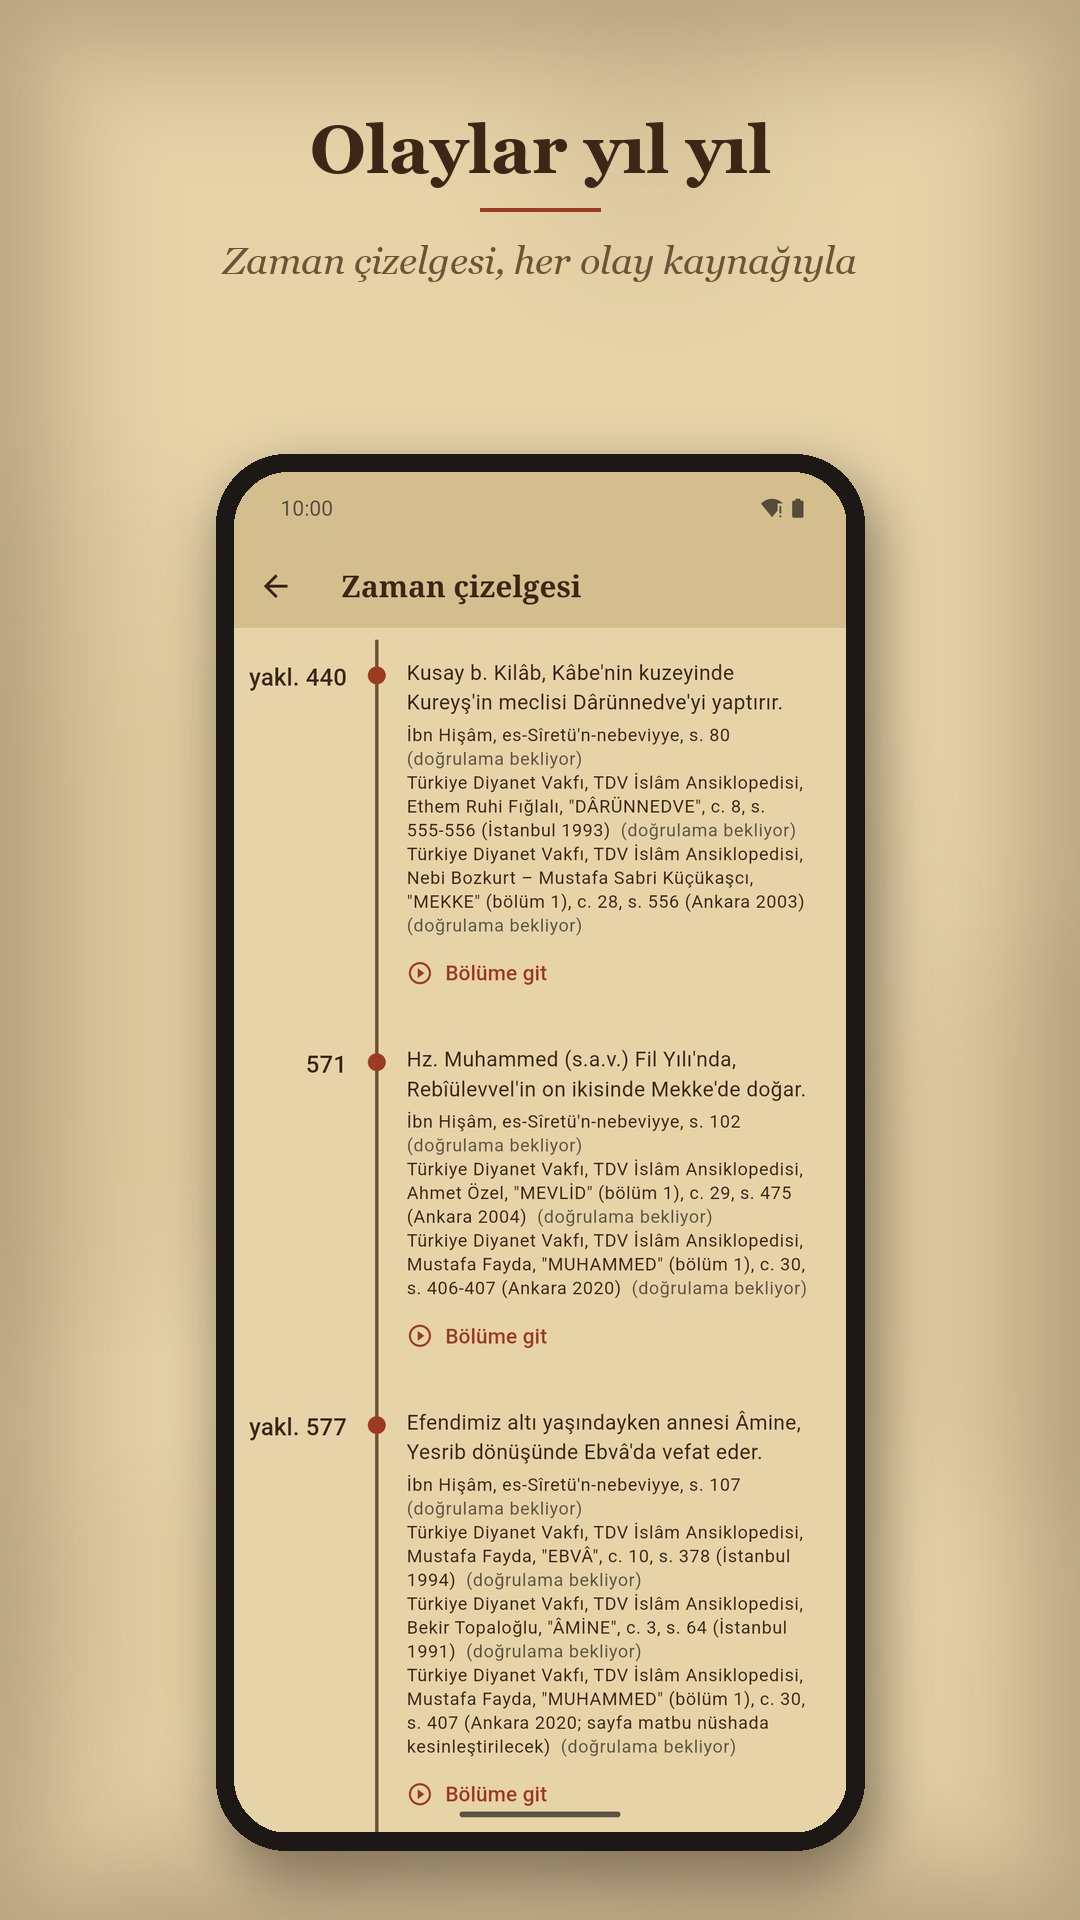 Olaylar yıl yıl
Zaman çizelgesi, her olay kaynağıyla
10:00
Zaman çizelgesi
yakl. 440
Kusay b. Kilâb, Kâbe'nin kuzeyinde
Kureyş'in meclisi Dârünnedve'yi yaptırır.
İbn Hişâm, es-Sîretü'n-nebeviyye, s. 80
(doğrulama bekliyor)
Türkiye Diyanet Vakfı, TDV İslâm Ansiklopedisi,
Ethem Ruhi Fığlalı, "DÂRÜNNEDVE", c. 8, s.
555-556 (İstanbul 1993) (doğrulama bekliyor)
Türkiye Diyanet Vakfı, TDV İslâm Ansiklopedisi,
Nebi Bozkurt – Mustafa Sabri Küçükaşcı,
"MEKKE" (bölüm 1), c. 28, s. 556 (Ankara 2003)
(doğrulama bekliyor)
Bölüme git
571
Hz. Muhammed (s.a.v.) Fil Yılı'nda,
Rebîülevvel'in on ikisinde Mekke'de doğar.
İbn Hişâm, es-Sîretü'n-nebeviyye, s. 102
(doğrulama bekliyor)
Türkiye Diyanet Vakfı, TDV İslâm Ansiklopedisi,
Ahmet Özel, "MEVLİD" (bölüm 1), c. 29, s. 475
(Ankara 2004) (doğrulama bekliyor)
Türkiye Diyanet Vakfı, TDV İslâm Ansiklopedisi,
Mustafa Fayda, "MUHAMMED" (bölüm 1), c. 30,
s. 406-407 (Ankara 2020) (doğrulama bekliyor)
Bölüme git
yakl. 577
Efendimiz altı yaşındayken annesi Âmine,
Yesrib dönüşünde Ebvâ'da vefat eder.
İbn Hişâm, es-Sîretü'n-nebeviyye, s. 107
(doğrulama bekliyor)
Türkiye Diyanet Vakfı, TDV İslâm Ansiklopedisi,
Mustafa Fayda, "EBVÂ", c. 10, s. 378 (İstanbul
1994) (doğrulama bekliyor)
Türkiye Diyanet Vakfı, TDV İslâm Ansiklopedisi,
Bekir Topaloğlu, "ÂMİNE", c. 3, s. 64 (İstanbul
1991) (doğrulama bekliyor)
Türkiye Diyanet Vakfı, TDV İslâm Ansiklopedisi,
Mustafa Fayda, "MUHAMMED" (bölüm 1), c. 30,
s. 407 (Ankara 2020; sayfa matbu nüshada
kesinleştirilecek) (doğrulama bekliyor)
Bölüme git